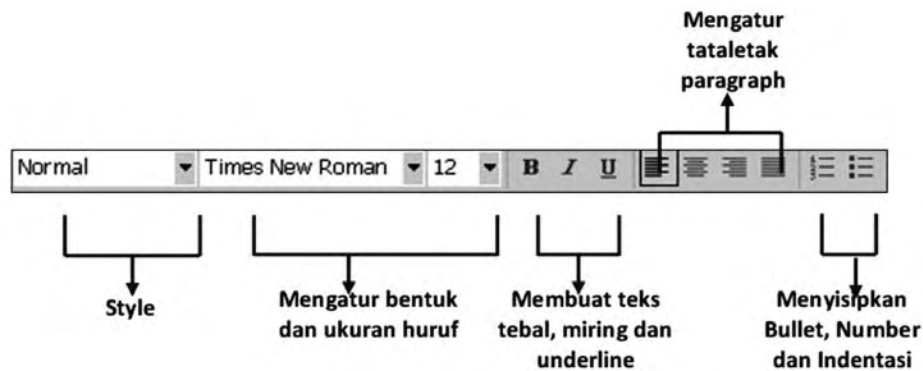 Mengatur
tataletak
paragraph
Normal Times New Roman 12 B I U
Style
Mengatur bentuk
dan ukuran huruf
Membuat teks
tebal, miring dan
underline
Menyisipkan
Bullet, Number
dan Indentasi